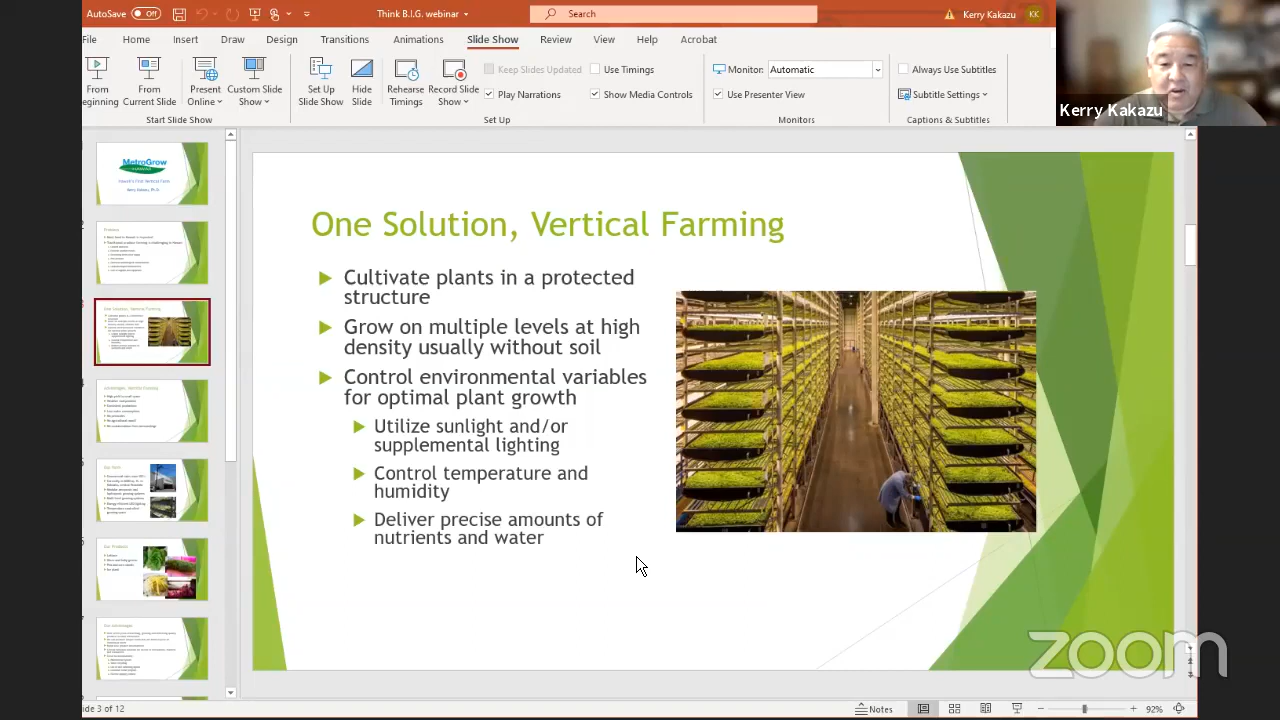 AutoSave Off
Think B.I.G. webinar
Search
Kerry Kakazu KK
File Home Insert Draw Design Transitions Animations Slide Show Review View Help Acrobat
From
Beginning
From
Current Slide
Present
Online
Custom Slide
Show
Start Slide Show
Set Up
Slide Show
Hide
Slide
Rehearse
Timings
Record Slide
Show
Keep Slides Updated
Play Narrations
Use Timings
Show Media Controls
Set Up
Monitor: Automatic
Use Presenter View
Monitors
Always Use Subtitles
Subtitle Settings
Captions & Subtitles
Kerry Kakazu
MetroGrow
One Solution, Vertical Farming
Cultivate plants in a protected
structure
Grow on multiple levels at high
density usually without soil
Control environmental variables
for optimal plant growth
Utilize sunlight and/or
supplemental lighting
Control temperature and
humidity
Deliver precise amounts of
nutrients and water
zoom
lide 3 of 12
Notes
92%